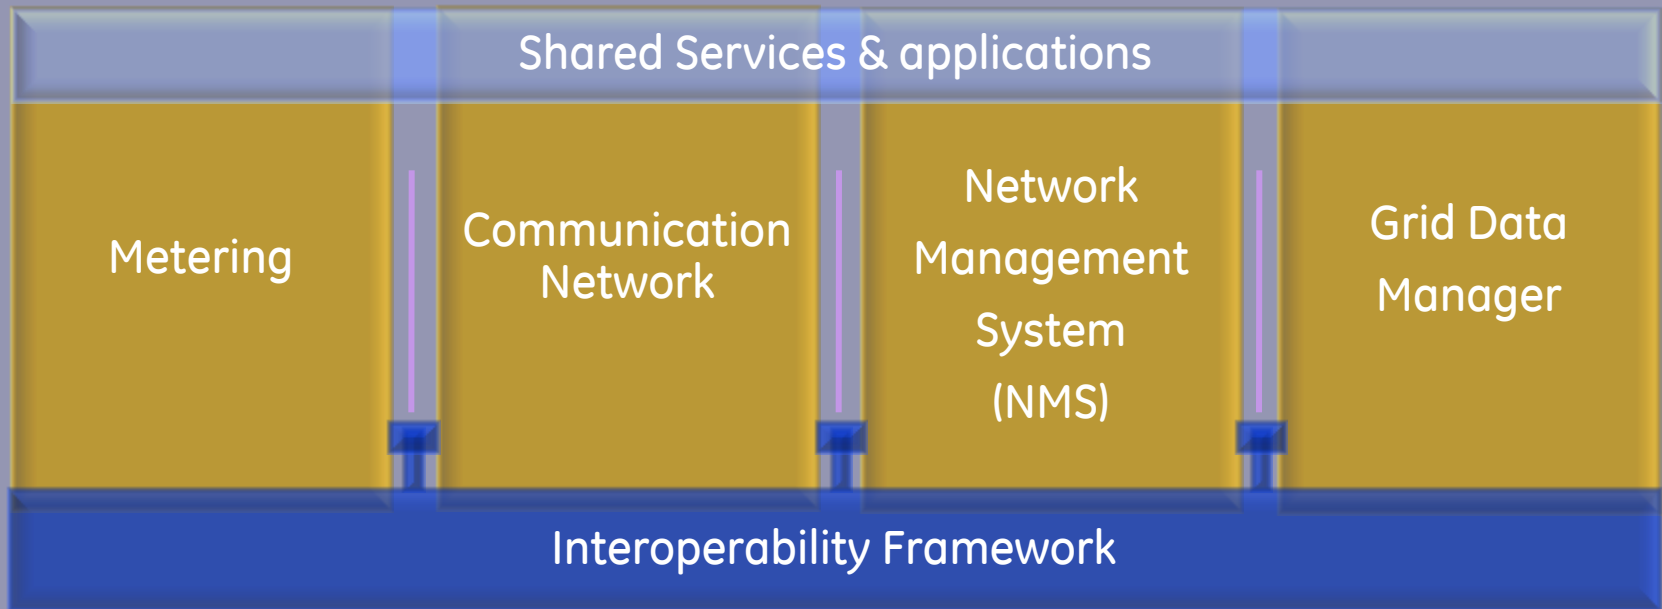 Shared Services & applications
Metering
Communication
Network
Network
Management
System
(NMS)
Grid Data
Manager
Interoperability Framework